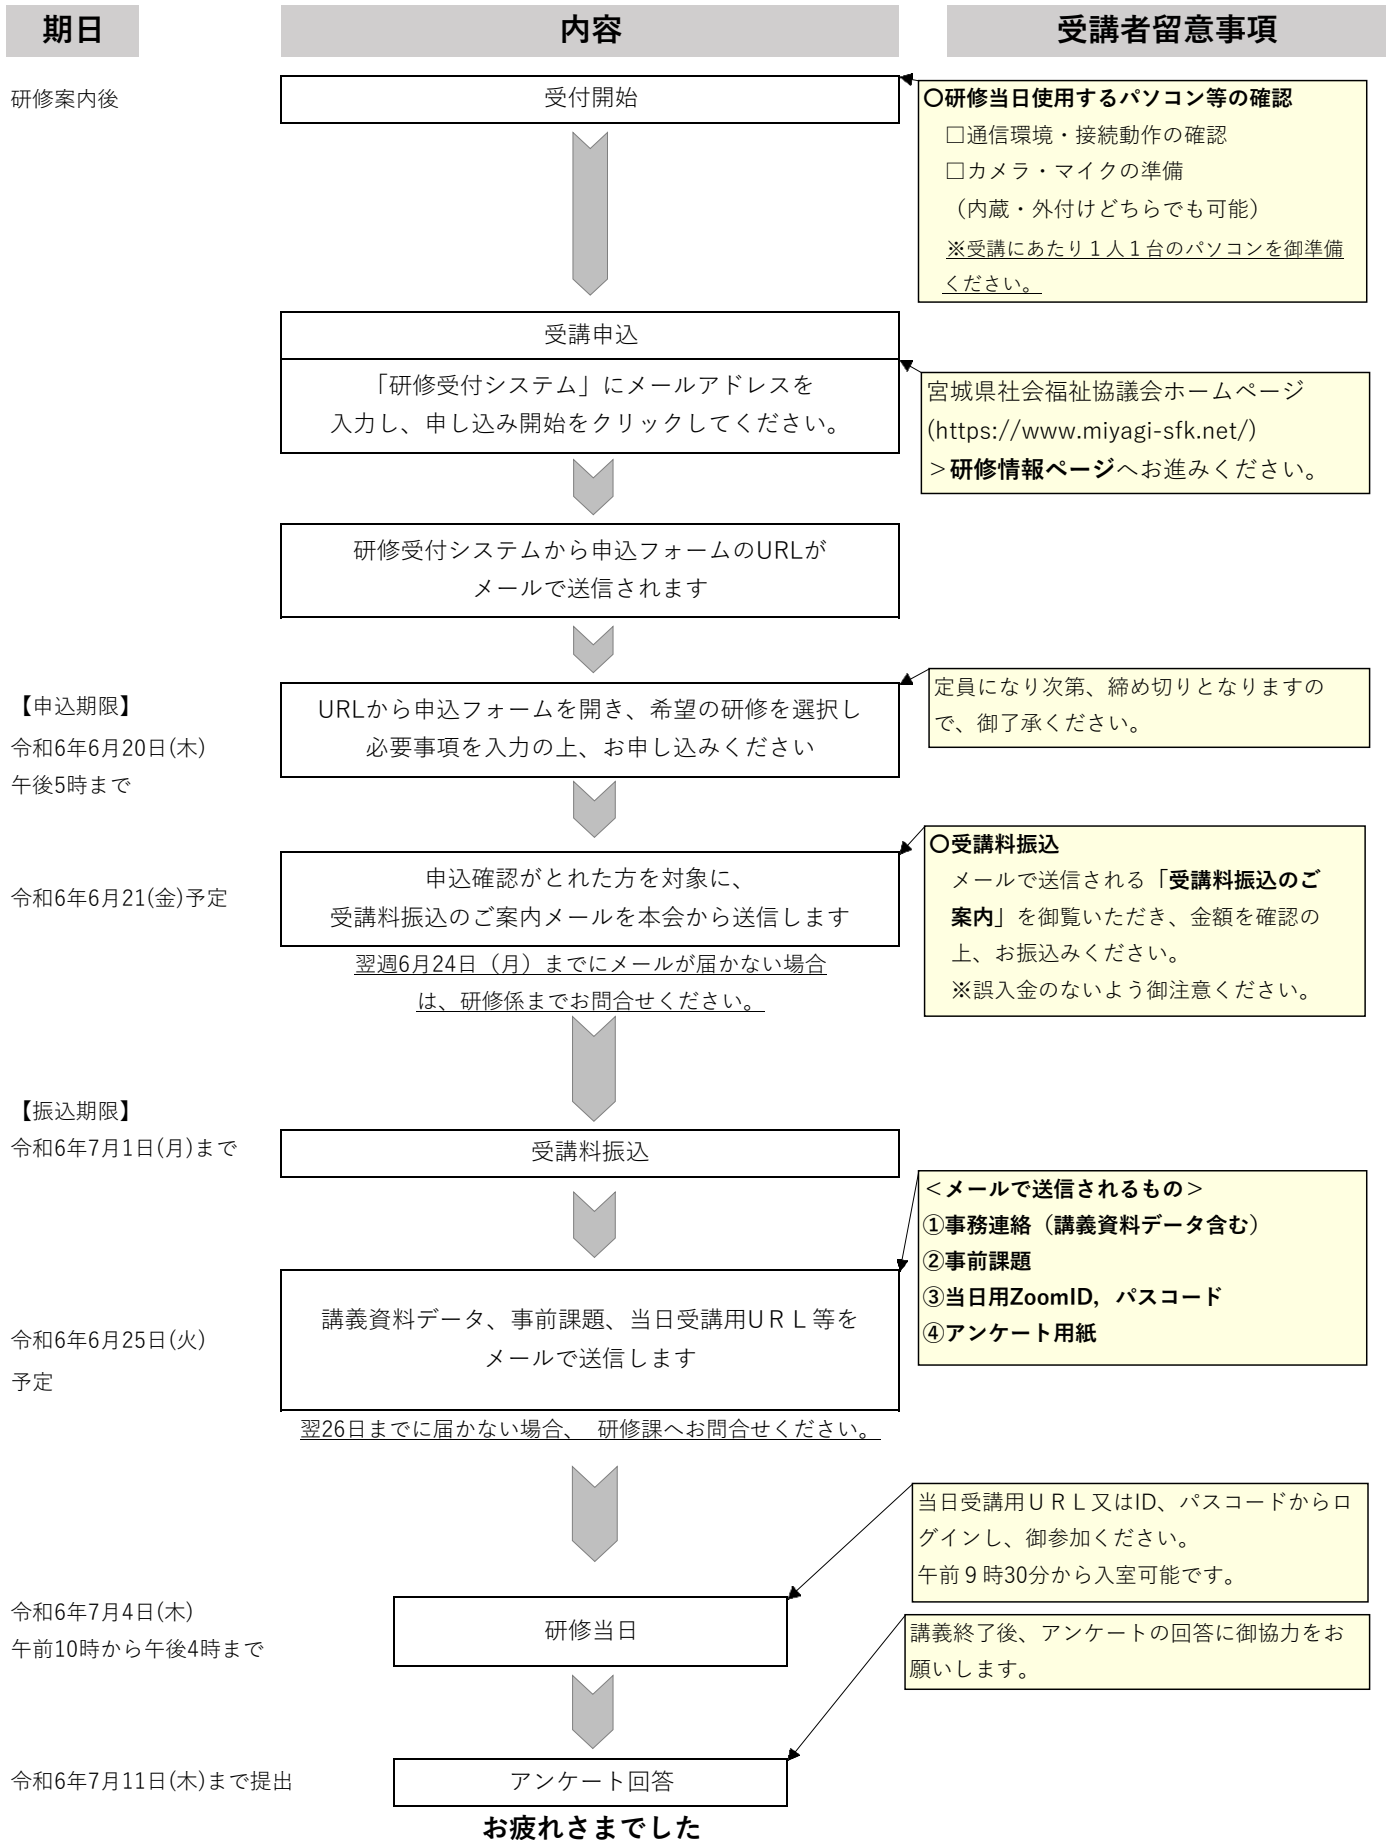 期日
内容
受講者留意事項
研修案内後
受付開始
〇研修当日使用するパソコン等の確認
□通信環境・接続動作の確認
□カメラ・マイクの準備
（内蔵・外付けどちらでも可能）
※受講にあたり１人１台のパソコンを御準備
ください。
受講申込
「研修受付システム」にメールアドレスを
入力し、申し込み開始をクリックしてください。
宮城県社会福祉協議会ホームページ
(https://www.miyagi-sfk.net/)
＞研修情報ページへお進みください。
研修受付システムから申込フォームのURLが
メールで送信されます
【申込期限】
令和6年6月20日(木)
午後5時まで
URLから申込フォームを開き、希望の研修を選択し
必要事項を入力の上、お申し込みください
定員になり次第、締め切りとなりますの
で、御了承ください。
令和6年6月21(金)予定
申込確認がとれた方を対象に、
受講料振込のご案内メールを本会から送信します
翌週6月24日（月）までにメールが届かない場合
は、研修係までお問合せください。
〇受講料振込
メールで送信される「受講料振込のご
案内」を御覧いただき、金額を確認の
上、お振込みください。
※誤入金のないよう御注意ください。
【振込期限】
令和6年7月1日(月)まで
受講料振込
＜メールで送信されるもの＞
①事務連絡（講義資料データ含む）
②事前課題
③当日用ZoomID，パスコード
④アンケート用紙
令和6年6月25日(火)
予定
講義資料データ、事前課題、当日受講用ＵＲＬ等を
メールで送信します
翌26日までに届かない場合、　研修課へお問合せください。
当日受講用ＵＲＬ又はID、パスコードからロ
グインし、御参加ください。
午前９時30分から入室可能です。
令和6年7月4日(木)
午前10時から午後4時まで
研修当日
講義終了後、アンケートの回答に御協力をお
願いします。
令和6年7月11日(木)まで提出
アンケート回答
お疲れさまでした